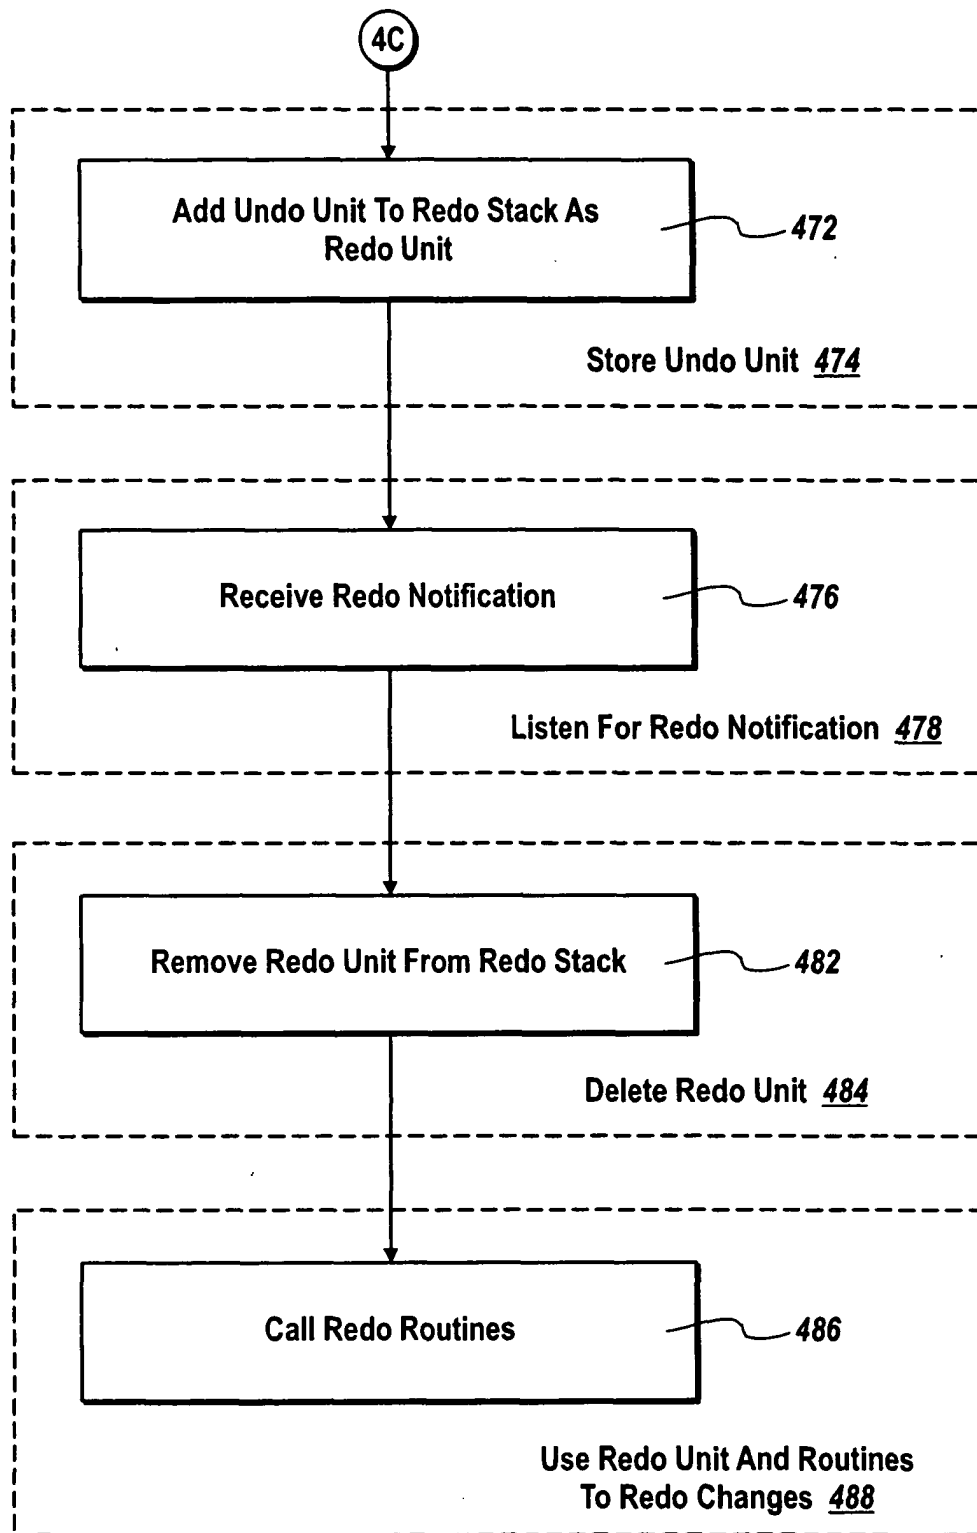 4C
Add Undo Unit To Redo Stack As
Redo Unit
472
Store Undo Unit 474
Receive Redo Notification
476
Listen For Redo Notification 478
Remove Redo Unit From Redo Stack
482
Delete Redo Unit 484
Call Redo Routines
486
Use Redo Unit And Routines
To Redo Changes 488